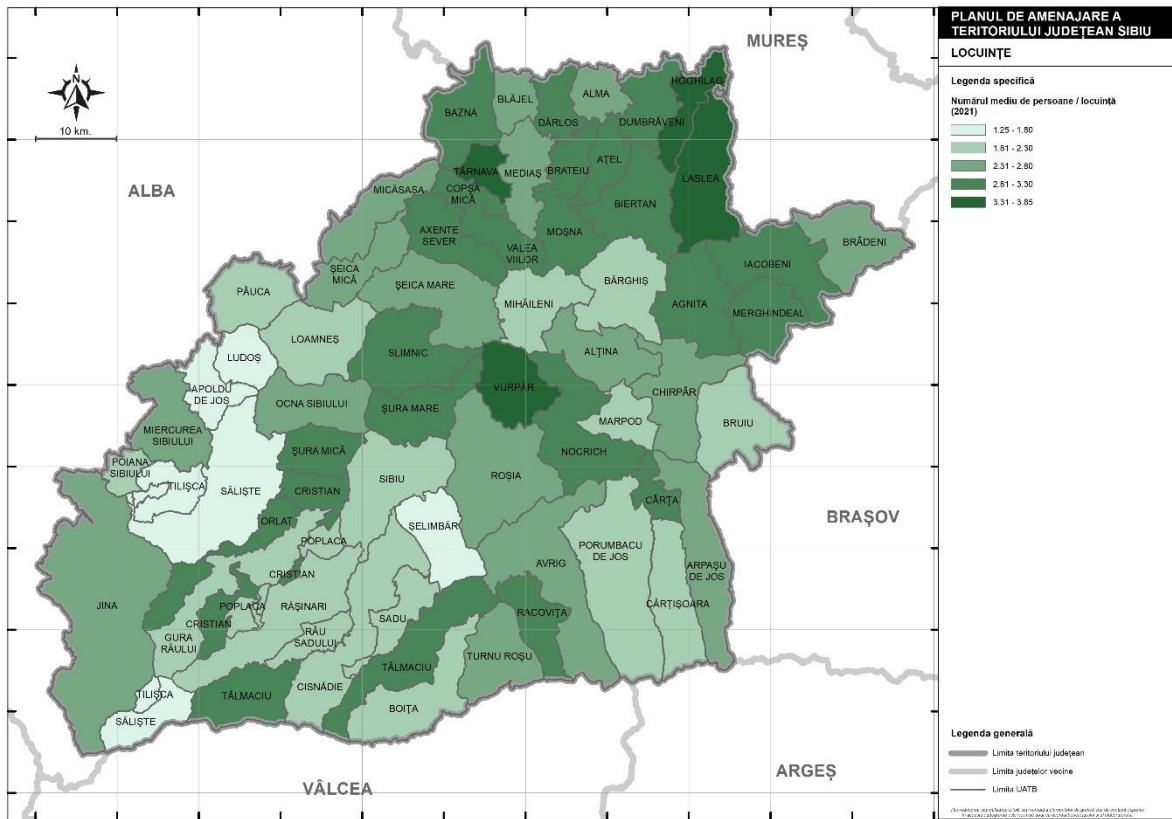 PLANUL DE AMENAJARE A
TERITORIULUI JUDEȚEAN SIBIU
LOCUINȚE
Legenda specifică
Numărul mediu de persoane / locuință
(2021)
1.25 - 1.80
1.81 - 2.30
2.31 - 2.80
2.81 - 3.30
3.31 - 3.85
10 km.
MUREȘ
ALBA
BRAȘOV
ARGEȘ
VÂLCEA
HOGHILAG
BLĂJEL
ALMA
BAZNA
DÂRLOS
DUMBRĂVENI
TÂRNAVA
MEDIAȘ
BRATEIU
AȚEL
LASLEA
MICĂSASA
COPȘA
MICĂ
BIERTAN
AXENTE
SEVER
MOȘNA
VALEA
VIILOR
BRĂDENI
IACOBENI
ȘEICA
MICĂ
ȘEICA MARE
BÂRGHIȘ
PĂUCA
MIHĂILENI
AGNITA
MERGHINDEAL
LOAMNEȘ
SLIMNIC
ALȚINA
LUDOȘ
VURPĂR
CHIRPĂR
APOLDU
DE JOS
OCNA SIBIULUI
ȘURA MARE
MARPOD
BRUIU
MIERCUREA
SIBIULUI
ȘURA MICĂ
NOCRICH
POIANA
SIBIULUI
TILIȘCA
SĂLIȘTE
CRISTIAN
SIBIU
ROȘIA
CÂRȚA
ORLAT
ȘELIMBĂR
POPLACA
PORUMBACU
DE JOS
AVRIG
ARPAȘU
DE JOS
CRISTIAN
JINA
POPLACA
RĂȘINARI
CÂRȚIȘOARA
CRISTIAN
SADU
RACOVIȚA
GURA
RÂULUI
RÂU
SADULUI
TURNU ROȘU
TĂLMACIU
TILIȘCA
TĂLMACIU
CISNĂDIE
BOIȚA
SĂLIȘTE
Legenda generală
Limita teritoriului județean
Limita județelor vecine
Limita UATB